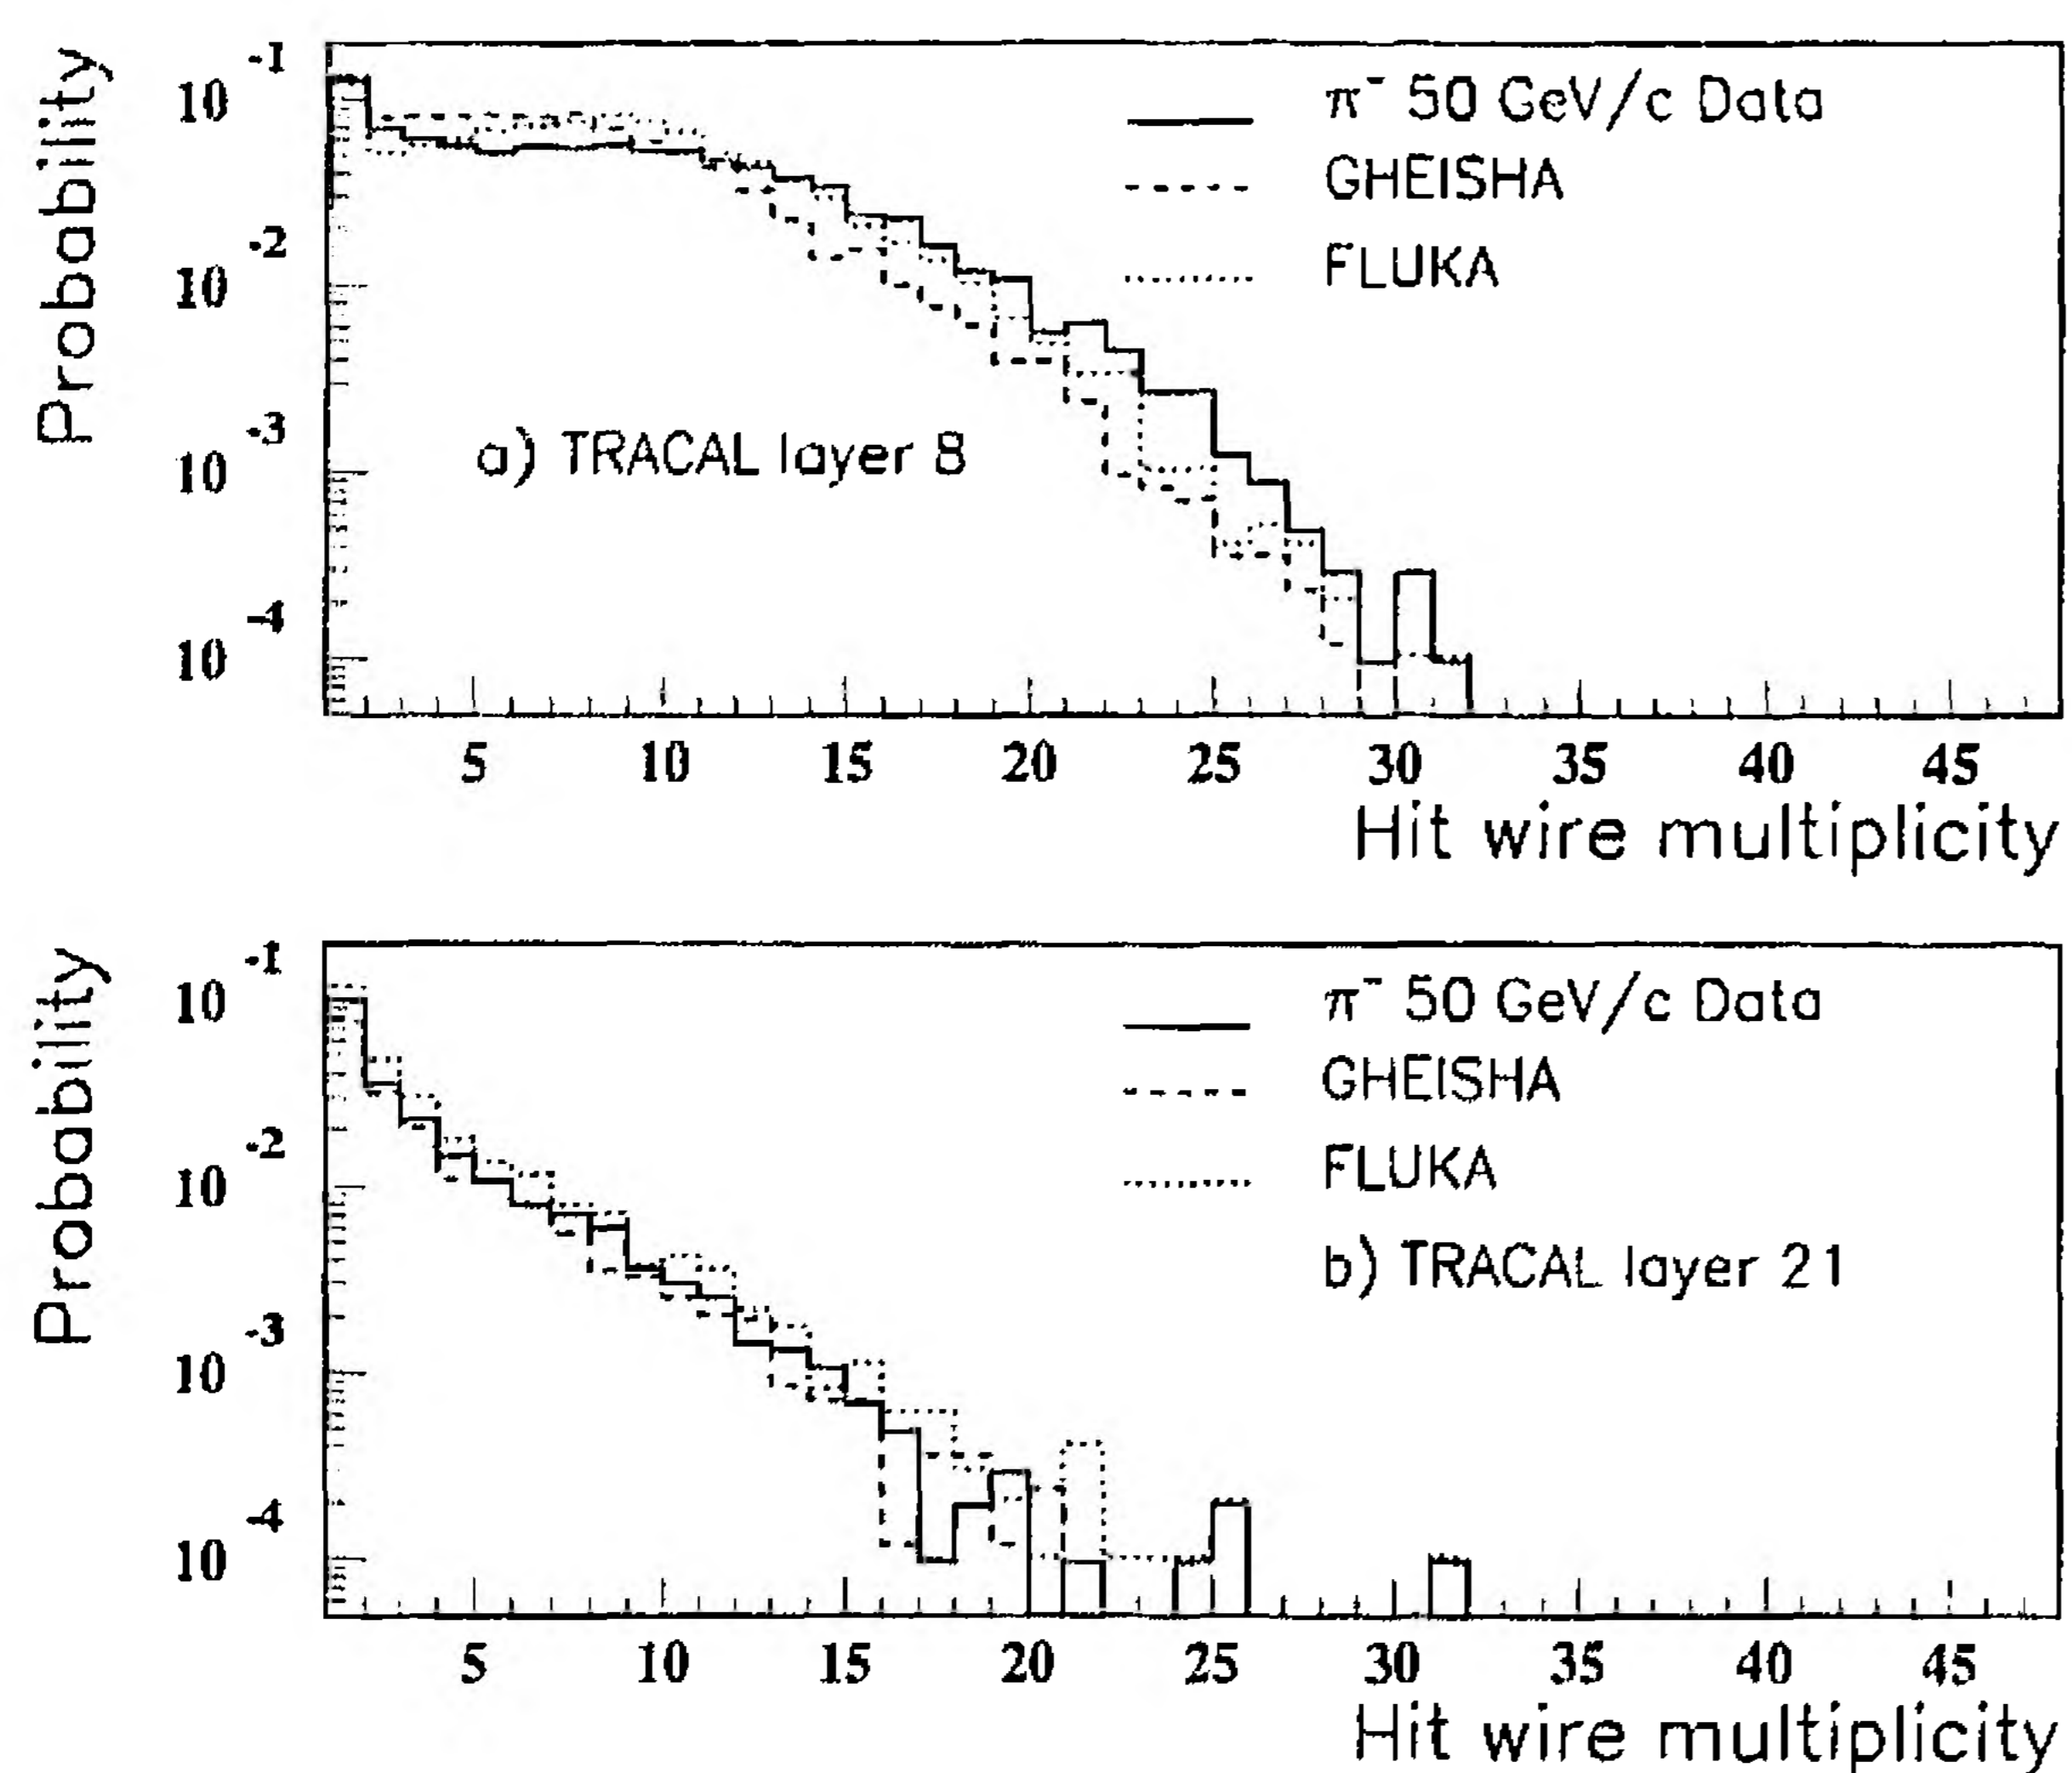 Probability
10 -1
10 -2
10 -3
10 -4
π⁻ 50 GeV/c Data
GHEISHA
FLUKA
a) TRACAL layer 8
5 10 15 20 25 30 35 40 45
Hit wire multiplicity
Probability
10 -1
10 -2
10 -3
10 -4
π⁻ 50 GeV/c Data
GHEISHA
FLUKA
b) TRACAL layer 21
5 10 15 20 25 30 35 40 45
Hit wire multiplicity